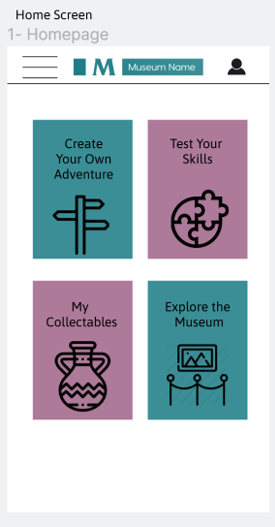 Home Screen
1- Homepage
M Museum Name
Create
Your Own
Adventure
Test Your
Skills
My
Collectables
Explore the
Museum